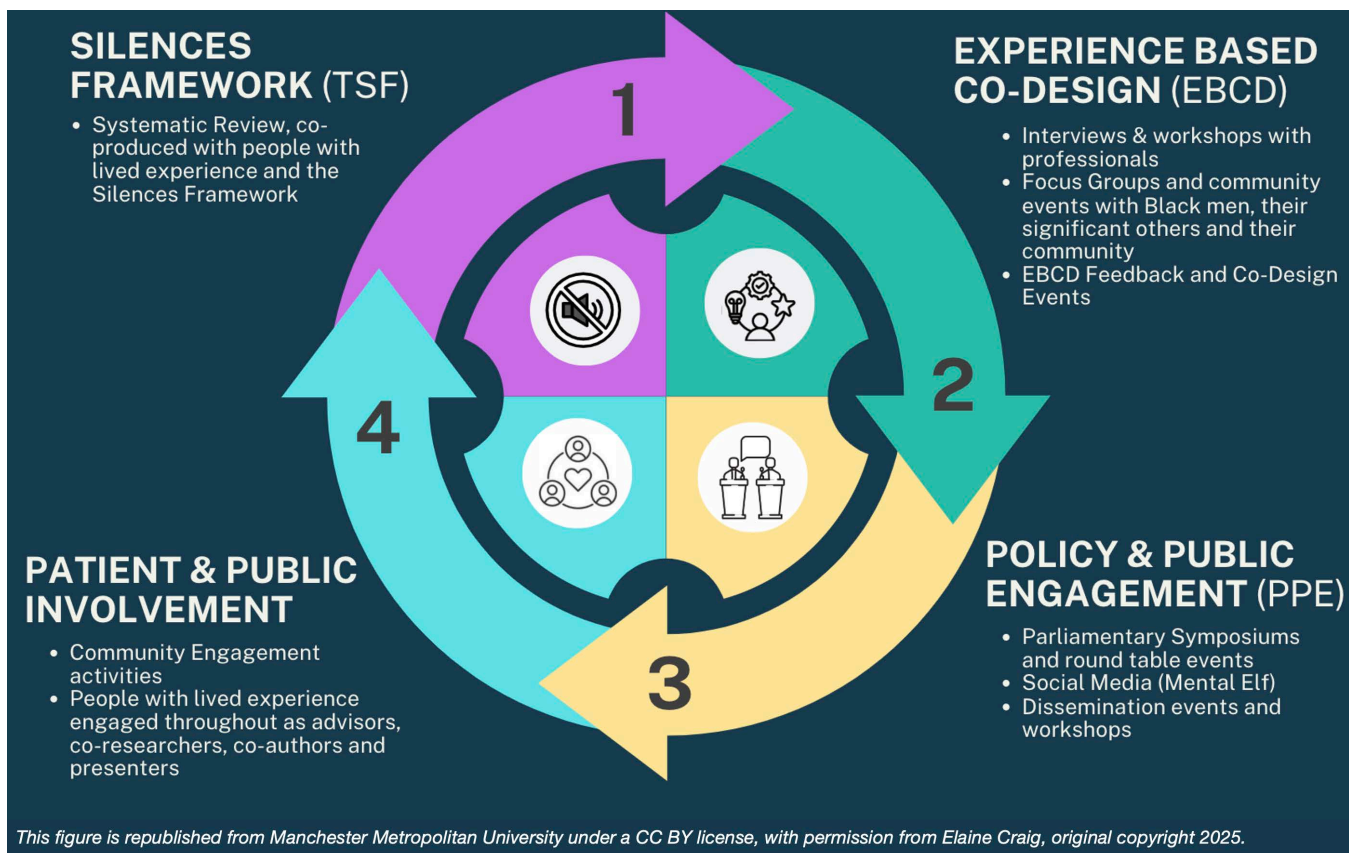 SILENCES
FRAMEWORK (TSF)
• Systematic Review, co-
produced with people with
lived experience and the
Silences Framework
1
EXPERIENCE BASED
CO-DESIGN (EBCD)
• Interviews & workshops with
professionals
• Focus Groups and community
events with Black men, their
significant others and their
community
• EBCD Feedback and Co-Design
Events
2
POLICY & PUBLIC
ENGAGEMENT (PPE)
• Parliamentary Symposiums
and round table events
• Social Media (Mental Elf)
• Dissemination events and
workshops
3
PATIENT & PUBLIC
INVOLVEMENT
• Community Engagement
activities
• People with lived experience
engaged throughout as advisors,
co-researchers, co-authors and
presenters
4
This figure is republished from Manchester Metropolitan University under a CC BY license, with permission from Elaine Craig, original copyright 2025.